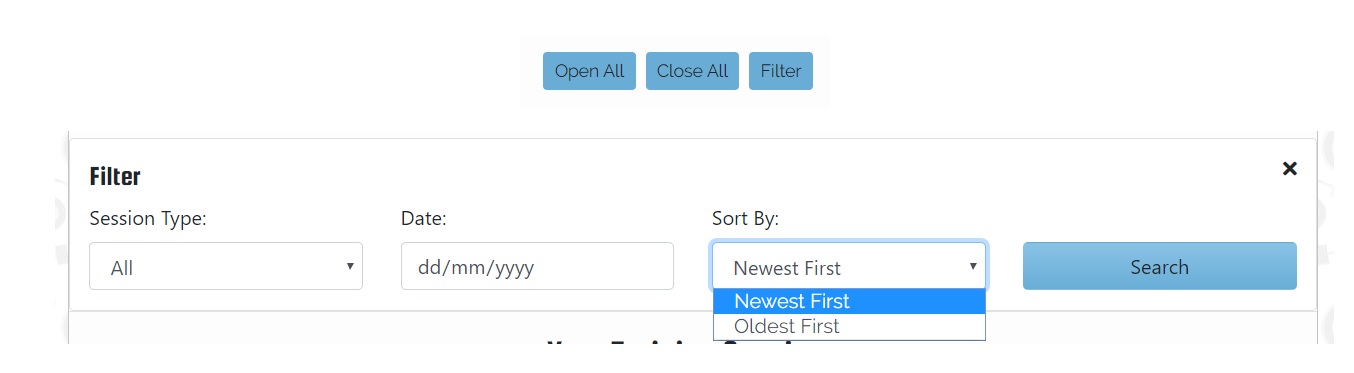 Open All Close All Filter
Filter
Session Type: Date: Sort By:
All dd/mm/yyyy Newest First Search
Newest First
Oldest First